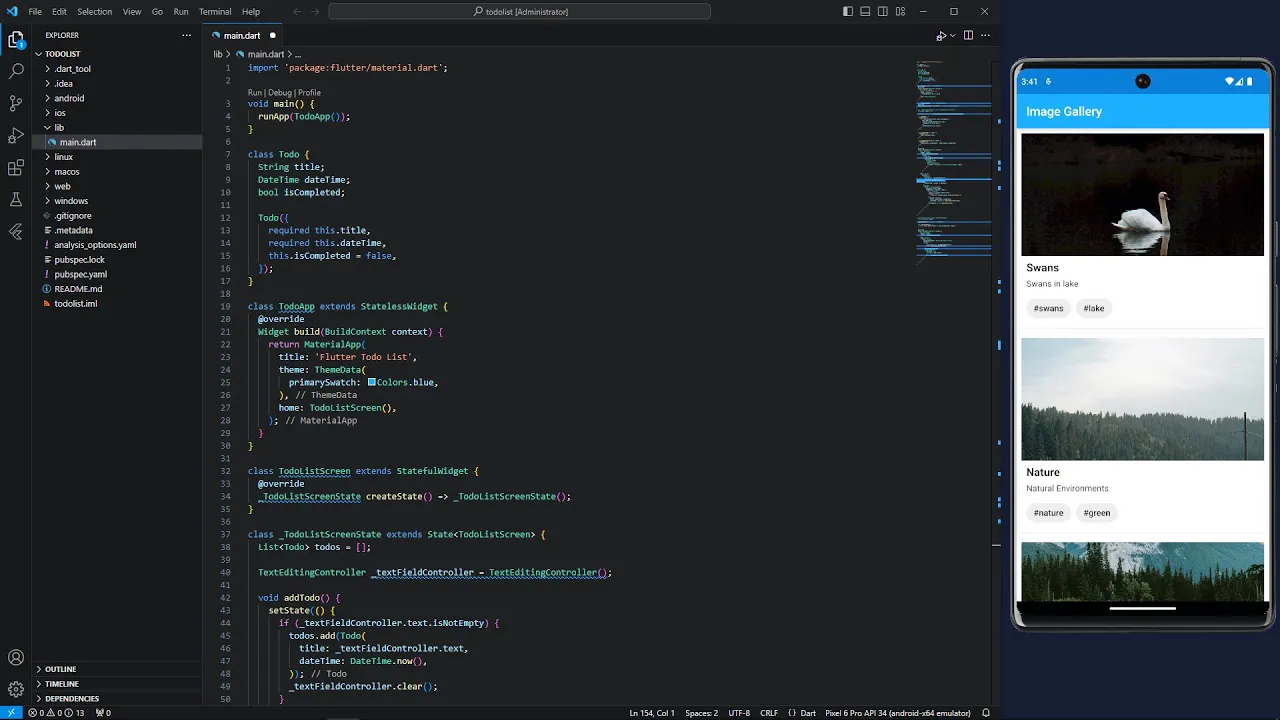 File Edit Selection View Go Run Terminal Help
todolist [Administrator]
EXPLORER
TODOLIST
.dart_tool
.idea
android
ios
lib
main.dart
linux
macos
web
windows
.gitignore
.metadata
analysis_options.yaml
pubspec.lock
pubspec.yaml
README.md
todolist.iml
OUTLINE
TIMELINE
DEPENDENCIES
1
main.dart
lib > main.dart > ...
1 import 'package:flutter/material.dart';
2
Run | Debug | Profile
3 void main() {
4 runApp(TodoApp());
5 }
6
7 class Todo {
8 String title;
9 DateTime dateTime;
10 bool isCompleted;
11
12 Todo({
13 required this.title,
14 required this.dateTime,
15 this.isCompleted = false,
16 });
17 }
18
19 class TodoApp extends StatelessWidget {
20 @override
21 Widget build(BuildContext context) {
22 return MaterialApp(
23 title: 'Flutter Todo List',
24 theme: ThemeData(
25 primarySwatch: Colors.blue,
26 ), // ThemeData
27 home: TodoListScreen(),
28 ); // MaterialApp
29 }
30 }
31
32 class TodoListScreen extends StatefulWidget {
33 @override
34 _TodoListScreenState createState() => _TodoListScreenState();
35 }
36
37 class _TodoListScreenState extends State<TodoListScreen> {
38 List<Todo> todos = [];
39
40 TextEditingController _textFieldController = TextEditingController();
41
42 void addTodo() {
43 setState(() {
44 if (_textFieldController.text.isNotEmpty) {
45 todos.add(Todo(
46 title: _textFieldController.text,
47 dateTime: DateTime.now(),
48 )); // Todo
49 _textFieldController.clear();
50 }
0 0 13 0
Ln 154, Col 1 Spaces: 2 UTF-8 CRLF {} Dart Pixel 6 Pro API 34 (android-x64 emulator)
3:41
Image Gallery
Swans
Swans in lake
#swans #lake
Nature
Natural Environments
#nature #green